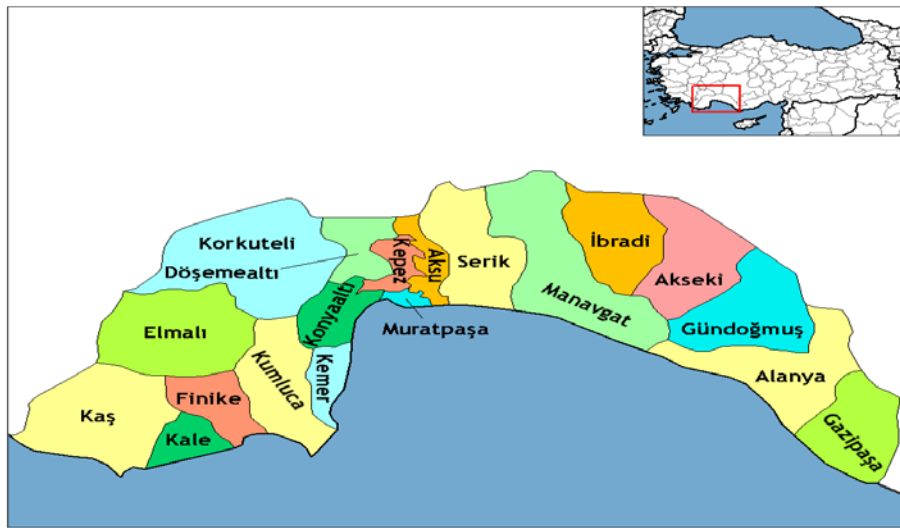 Korkuteli
Döşemealtı
Kepez
Aksu
Serik
İbradi
Akseki
Manavgat
Gündoğmuş
Konyaaltı
Muratpaşa
Elmalı
Kumluca
Kemer
Alanya
Finike
Kaş
Kale
Gazipaşa